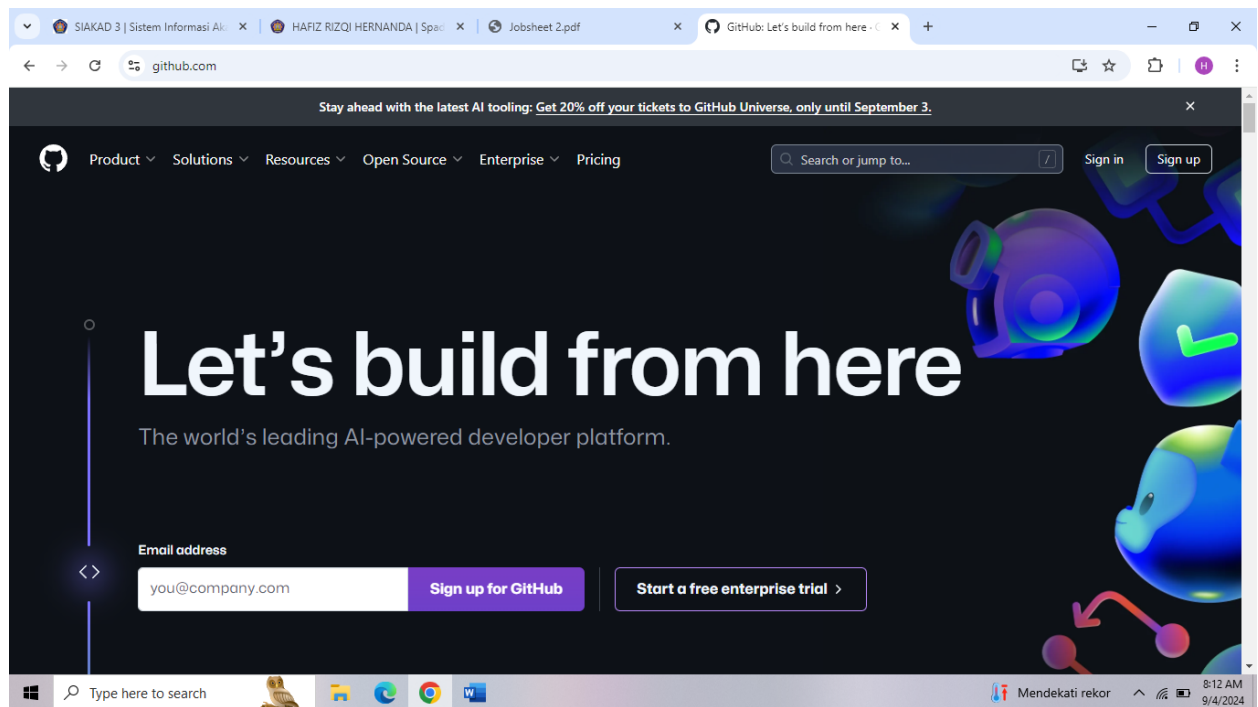 SIAKAD 3 | Sistem Informasi Aka
HAFIZ RIZQI HERNANDA | Spad
Jobsheet 2.pdf
GitHub: Let's build from here · G
github.com
H
Stay ahead with the latest AI tooling: Get 20% off your tickets to GitHub Universe, only until September 3.
Product Solutions Resources Open Source Enterprise Pricing
Search or jump to... /
Sign in
Sign up
Let's build from here
The world's leading AI-powered developer platform.
Email address
you@company.com
Sign up for GitHub
Start a free enterprise trial
Type here to search
Mendekati rekor
8:12 AM
9/4/2024